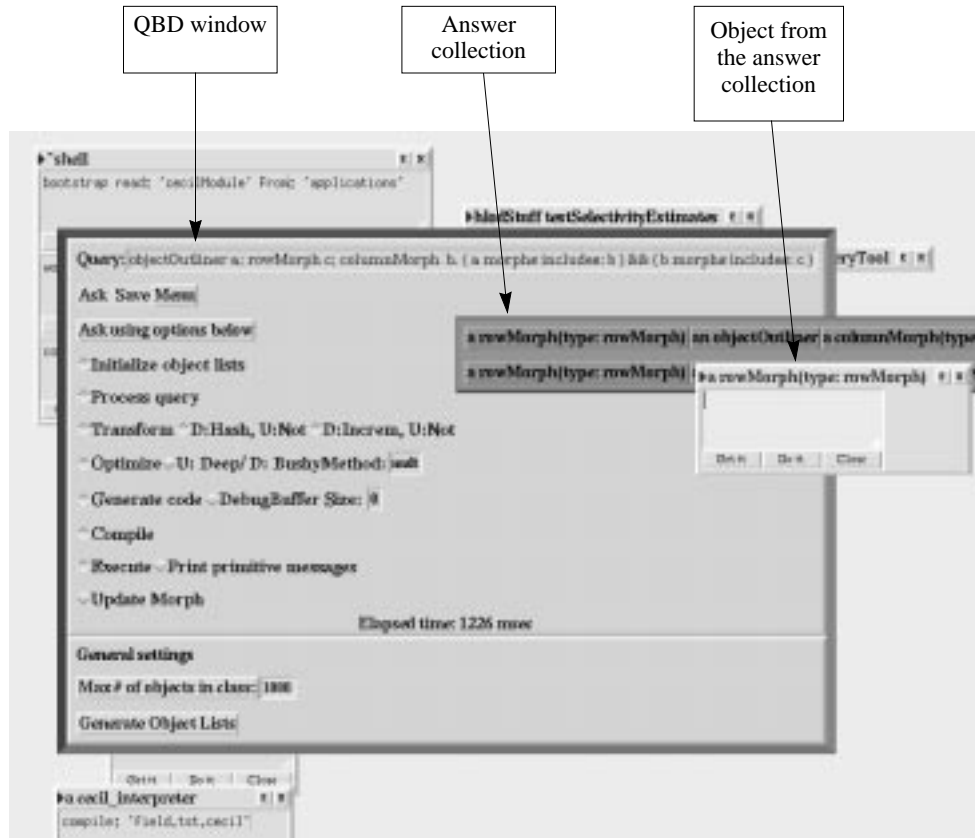 QBD window
Answer
collection
Object from
the answer
collection
~shell
bootstrap read; 'cecilModule' From; 'applications'
testSelectivityEstimates
Query: objectOutliner a; rowMorph c; columnMorph b. ( a morphs includes: b ) && ( b morphs includes: c )
eryTool
Ask Save Menu
Ask using options below
a rowMorph(type: rowMorph) an objectOutliner a columnMorph(type
Initialize object lists
a rowMorph(type: rowMorph)
a rowMorph(type: rowMorph)
Process query
Transform D:Hash, U:Not D:Increm, U:Not
Optimize U: Deep/ D: BushyMethod:
Get it Do it Close
Generate code DebugBuffer Size: 0
Compile
Execute Print primitive messages
Update Morph
Elapsed time: 1226 msec
General settings
Max # of objects in class: 1000
Generate Object Lists
Get it Do it Close
a cecil_interpreter
compile; "Field,tst,cecil"